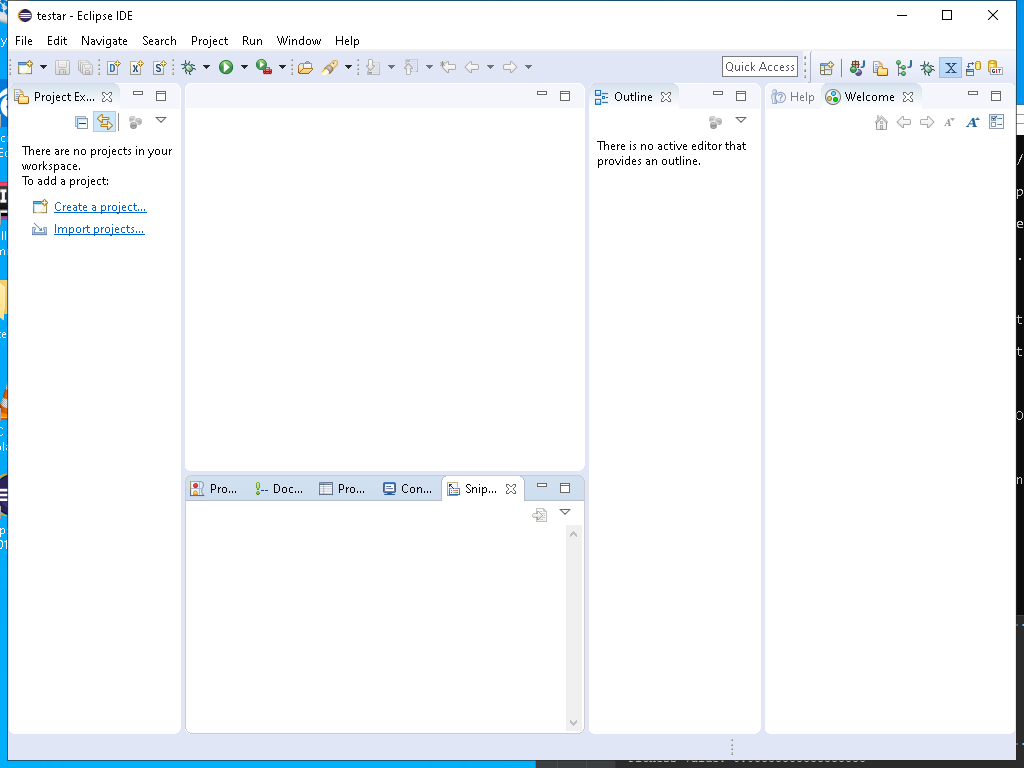 testar - Eclipse IDE
File Edit Navigate Search Project Run Window Help
Quick Access
Project Ex...
Outline
Help
Welcome
There are no projects in your
workspace.
To add a project:
Create a project...
Import projects...
There is no active editor that
provides an outline.
Pro...
Doc...
Pro...
Con...
Snip...